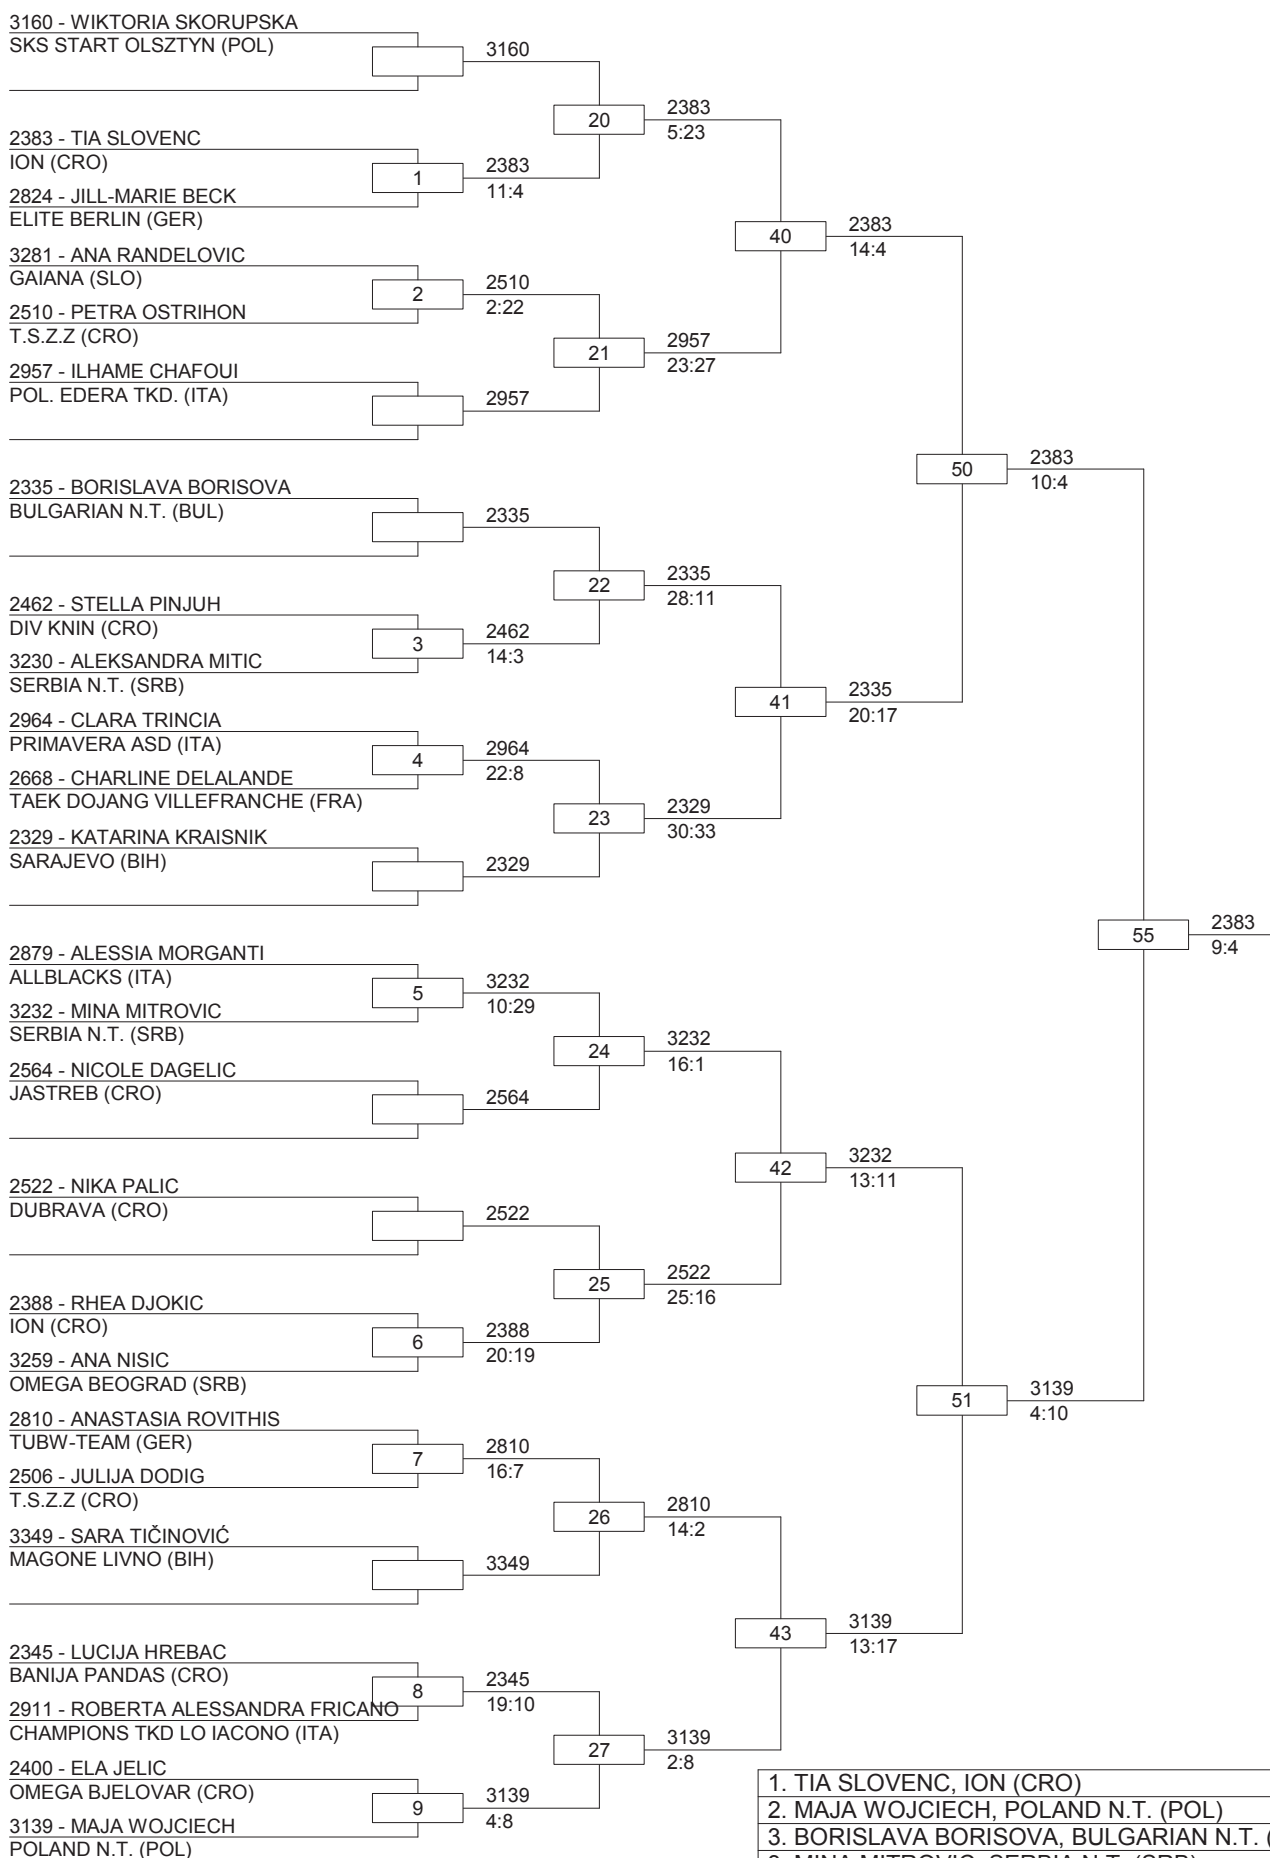 3160 - WIKTORIA SKORUPSKA
SKS START OLSZTYN (POL)
3160
20
2383
5:23
2383 - TIA SLOVENC
ION (CRO)
1
2383
11:4
2824 - JILL-MARIE BECK
ELITE BERLIN (GER)
40
2383
14:4
3281 - ANA RANDELOVIC
GAIANA (SLO)
2
2510
2:22
2510 - PETRA OSTRIHON
T.S.Z.Z (CRO)
21
2957
23:27
2957 - ILHAME CHAFOUI
POL. EDERA TKD. (ITA)
2957
50
2383
10:4
2335 - BORISLAVA BORISOVA
BULGARIAN N.T. (BUL)
2335
22
2335
28:11
2462 - STELLA PINJUH
DIV KNIN (CRO)
3
2462
14:3
3230 - ALEKSANDRA MITIC
SERBIA N.T. (SRB)
41
2335
20:17
2964 - CLARA TRINCIA
PRIMAVERA ASD (ITA)
4
2964
22:8
2668 - CHARLINE DELALANDE
TAEK DOJANG VILLEFRANCHE (FRA)
23
2329
30:33
2329 - KATARINA KRAISNIK
SARAJEVO (BIH)
2329
55
2383
9:4
2879 - ALESSIA MORGANTI
ALLBLACKS (ITA)
5
3232
10:29
3232 - MINA MITROVIC
SERBIA N.T. (SRB)
24
3232
16:1
2564 - NICOLE DAGELIC
JASTREB (CRO)
2564
42
3232
13:11
2522 - NIKA PALIC
DUBRAVA (CRO)
2522
25
2522
25:16
2388 - RHEA DJOKIC
ION (CRO)
6
2388
20:19
3259 - ANA NISIC
OMEGA BEOGRAD (SRB)
51
3139
4:10
2810 - ANASTASIA ROVITHIS
TUBW-TEAM (GER)
7
2810
16:7
2506 - JULIJA DODIG
T.S.Z.Z (CRO)
26
2810
14:2
3349 - SARA TIČINOVIĆ
MAGONE LIVNO (BIH)
3349
43
3139
13:17
2345 - LUCIJA HREBAC
BANIJA PANDAS (CRO)
8
2345
19:10
2911 - ROBERTA ALESSANDRA FRICANO
CHAMPIONS TKD LO IACONO (ITA)
27
3139
2:8
2400 - ELA JELIC
OMEGA BJELOVAR (CRO)
9
3139
4:8
3139 - MAJA WOJCIECH
POLAND N.T. (POL)
1. TIA SLOVENC, ION (CRO)
2. MAJA WOJCIECH, POLAND N.T. (POL)
3. BORISLAVA BORISOVA, BULGARIAN N.T. (
3. MINA MITROVIC, SERBIA N.T. (SRB)